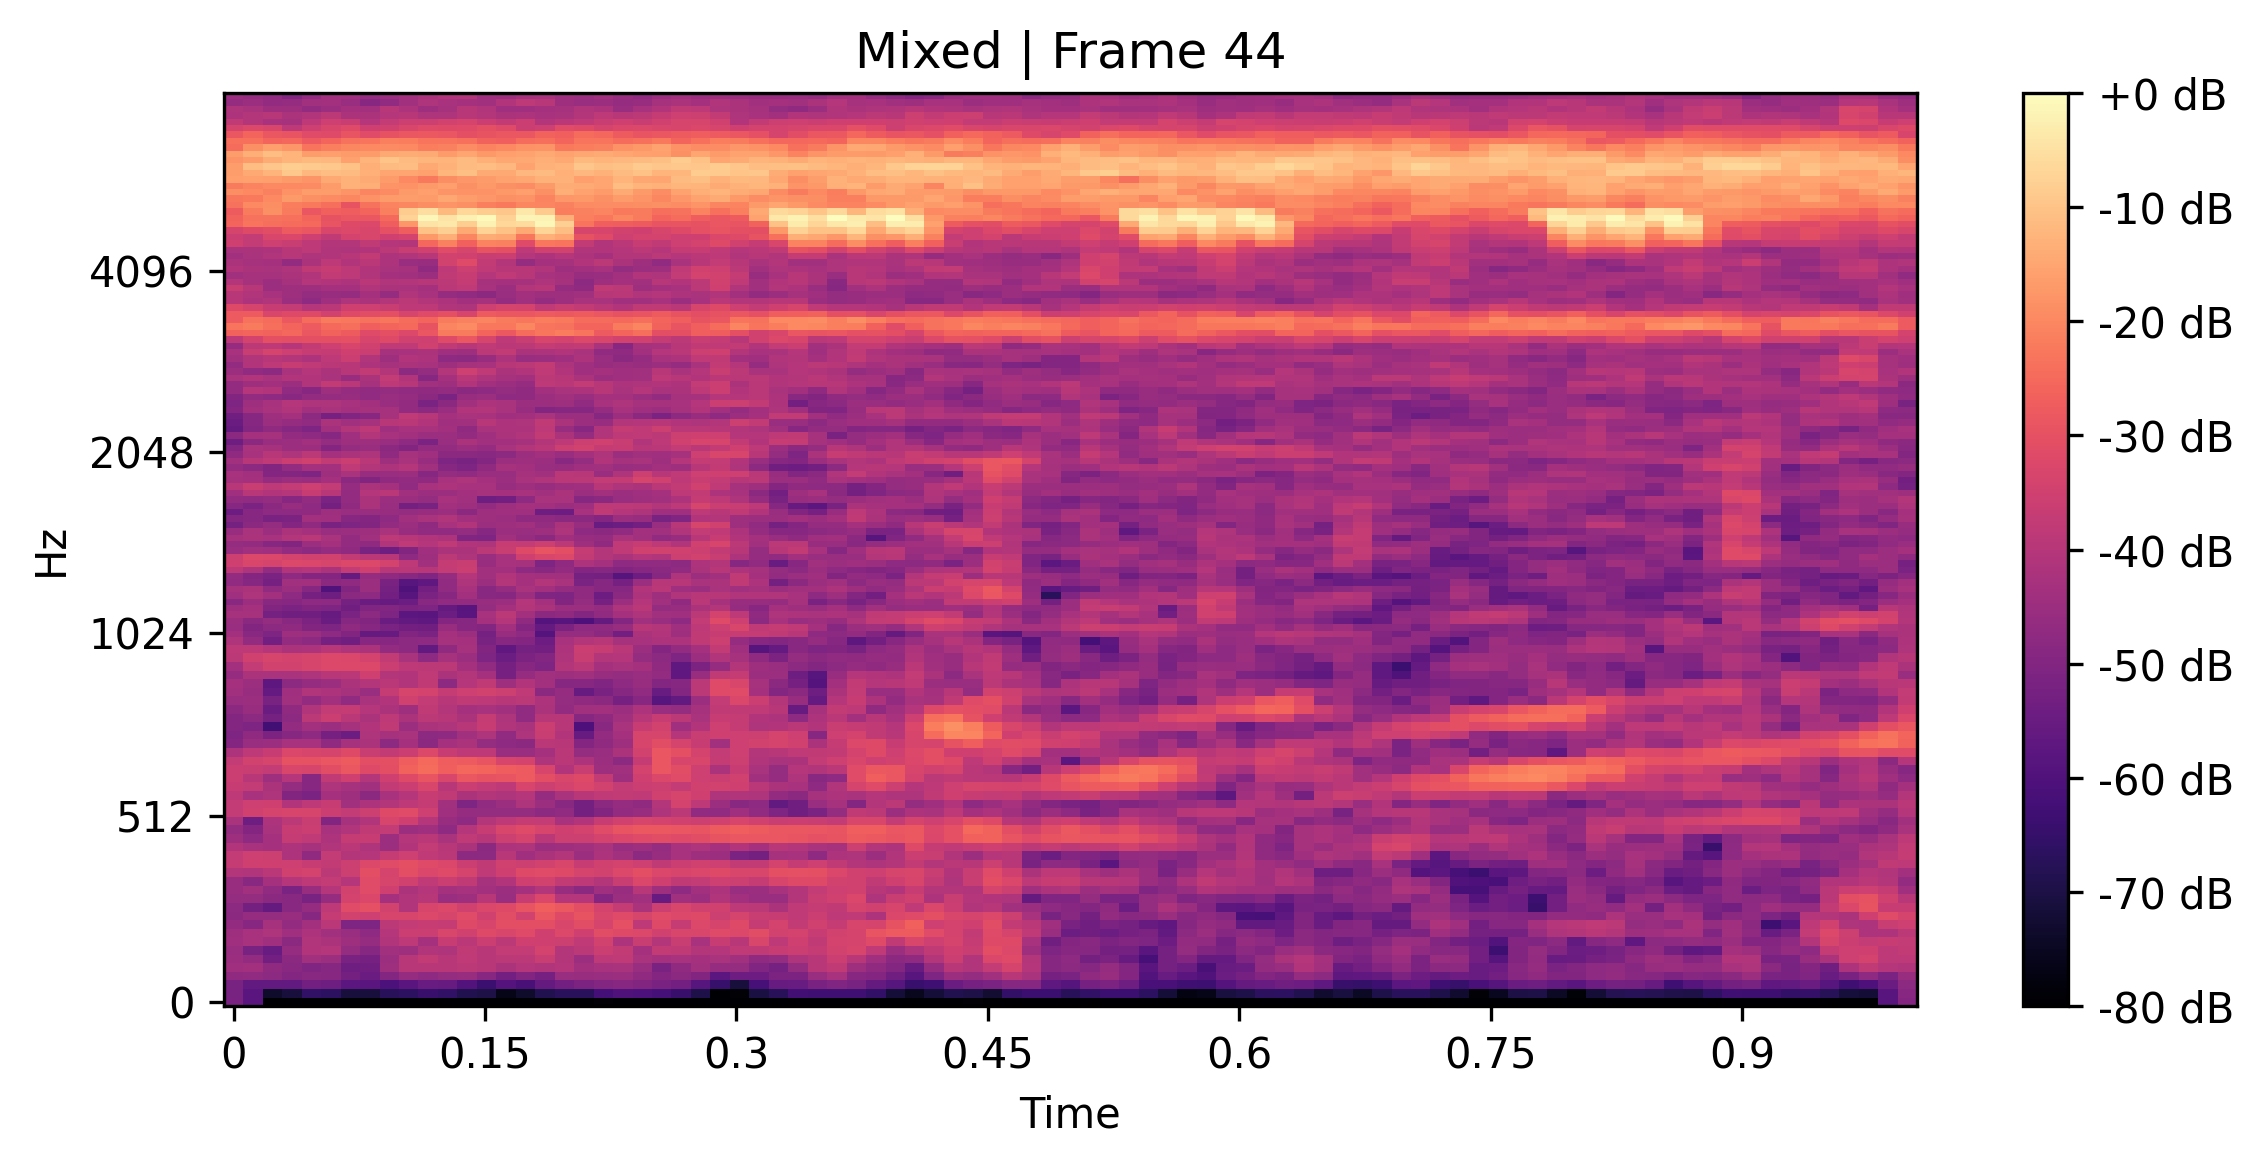 Mixed | Frame 44
+0 dB
-10 dB
-20 dB
-30 dB
-40 dB
-50 dB
-60 dB
-70 dB
-80 dB
4096
2048
1024
512
0
Hz
0 0.15 0.3 0.45 0.6 0.75 0.9
Time